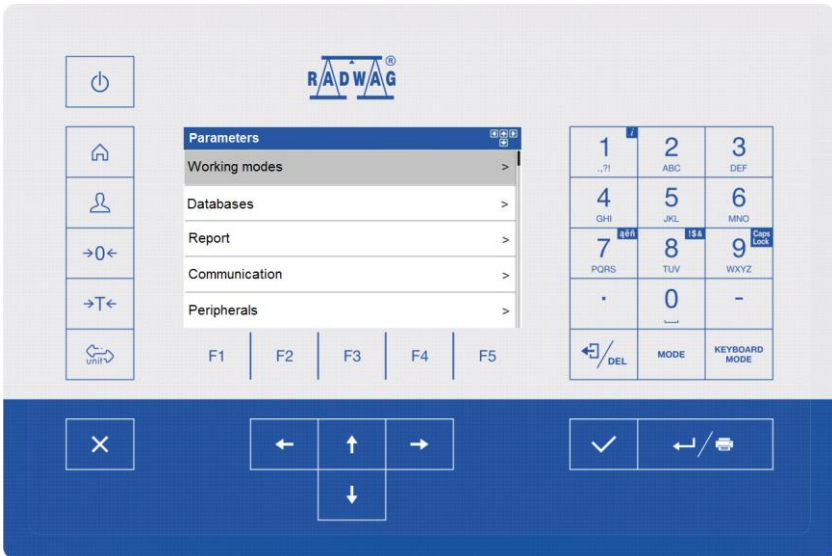 RADWAG®
Parameters
Working modes >
Databases >
Report >
Communication >
Peripherals >
F1 F2 F3 F4 F5
→0←
→T←
unit
1 i
.,?!
2
ABC
3
DEF
4
GHI
5
JKL
6
MNO
7 ąëñ
PQRS
8 !$&
TUV
9 Caps Lock
WXYZ
.
0
-
/DEL
MODE
KEYBOARD
MODE